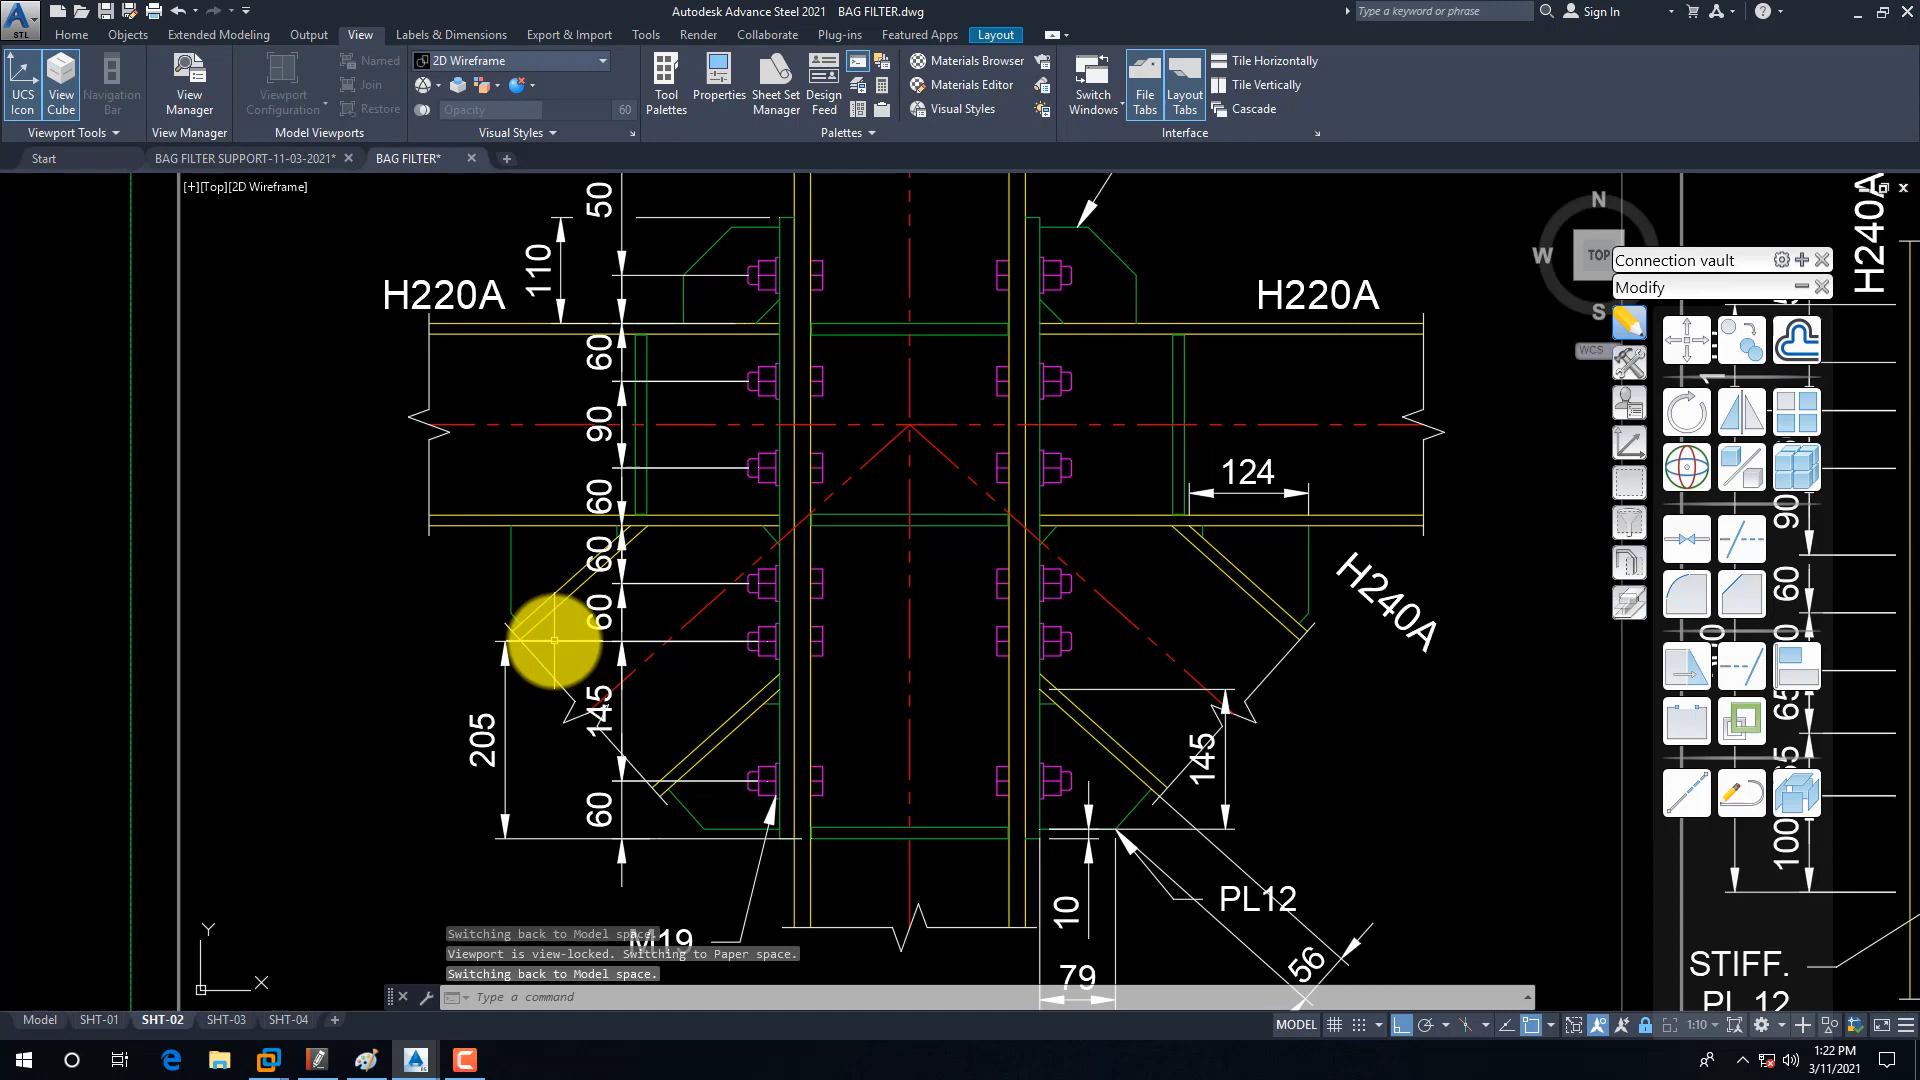 Autodesk Advance Steel 2021 BAG FILTER.dwg
Type a keyword or phrase
Sign In
STL
Home Objects Extended Modeling Output View Labels & Dimensions Export & Import Tools Render Collaborate Plug-ins Featured Apps Layout
UCS Icon
View Cube
Navigation Bar
Viewport Tools
View Manager
View Manager
Viewport Configuration
Named
Join
Restore
Model Viewports
2D Wireframe
Opacity 60
Visual Styles
Tool Palettes
Properties
Sheet Set Manager
Design Feed
Palettes
Materials Browser
Materials Editor
Visual Styles
Switch Windows
File Tabs
Layout Tabs
Tile Horizontally
Tile Vertically
Cascade
Interface
Start
BAG FILTER SUPPORT-11-03-2021*
BAG FILTER*
[+][Top][2D Wireframe]
N
W
TOP
S
WCS
Connection vault
Modify
50
110
H220A
H220A
H240A
60
90
60
60
60
145
60
205
124
H240A
145
10
79
56
PL12
M19
90
60
100
STIFF.
PL 12
Y
X
Switching back to Model space.
Viewport is view-locked. Switching to Paper space.
Switching back to Model space.
Type a command
Model SHT-01 SHT-02 SHT-03 SHT-04
MODEL
1:10
1:22 PM
3/11/2021